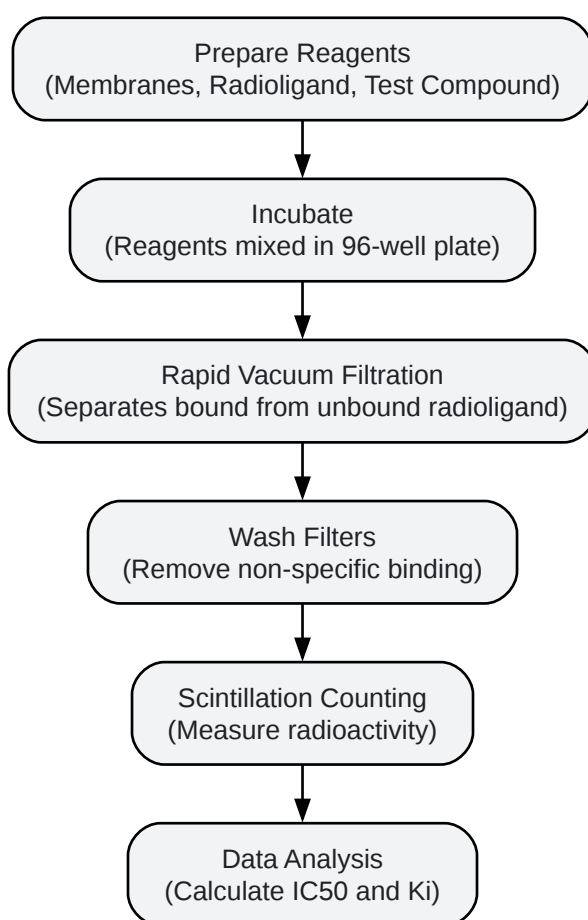 Prepare Reagents
(Membranes, Radioligand, Test Compound)
Incubate
(Reagents mixed in 96-well plate)
Rapid Vacuum Filtration
(Separates bound from unbound radioligand)
Wash Filters
(Remove non-specific binding)
Scintillation Counting
(Measure radioactivity)
Data Analysis
(Calculate IC50 and Ki)